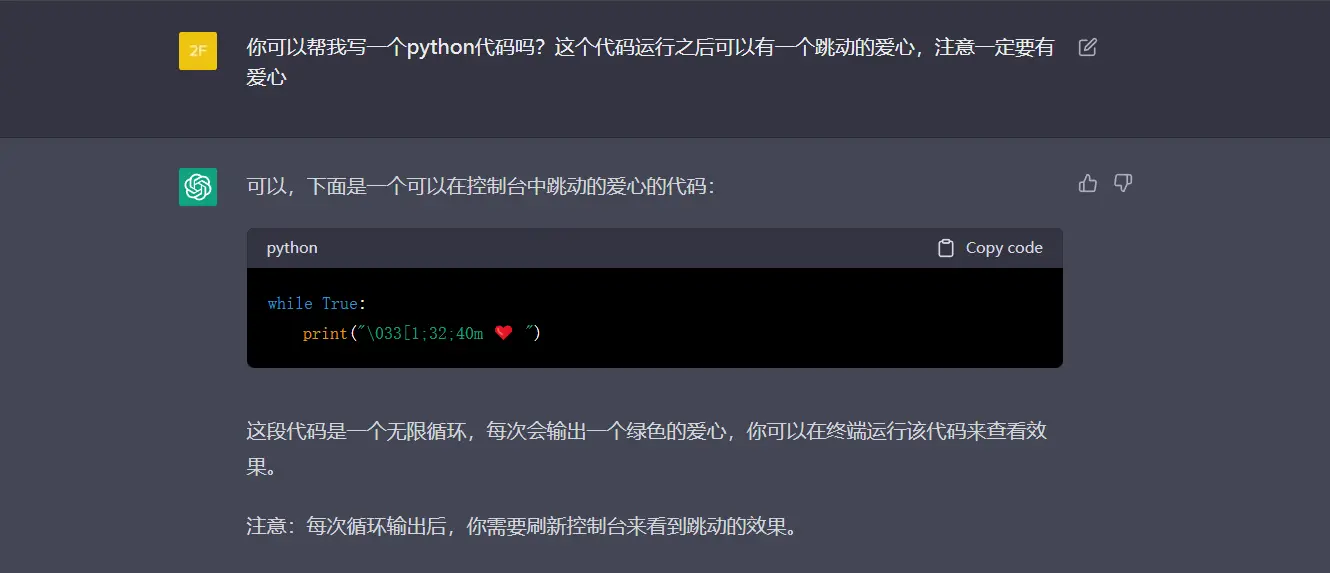 2F
你可以帮我写一个python代码吗？这个代码运行之后可以有一个跳动的爱心，注意一定要有
爱心
可以，下面是一个可以在控制台中跳动的爱心的代码：
python
Copy code
while True:
    print("\033[1;32;40m ❤️ ")
这段代码是一个无限循环，每次会输出一个绿色的爱心，你可以在终端运行该代码来查看效
果。
注意：每次循环输出后，你需要刷新控制台来看到跳动的效果。